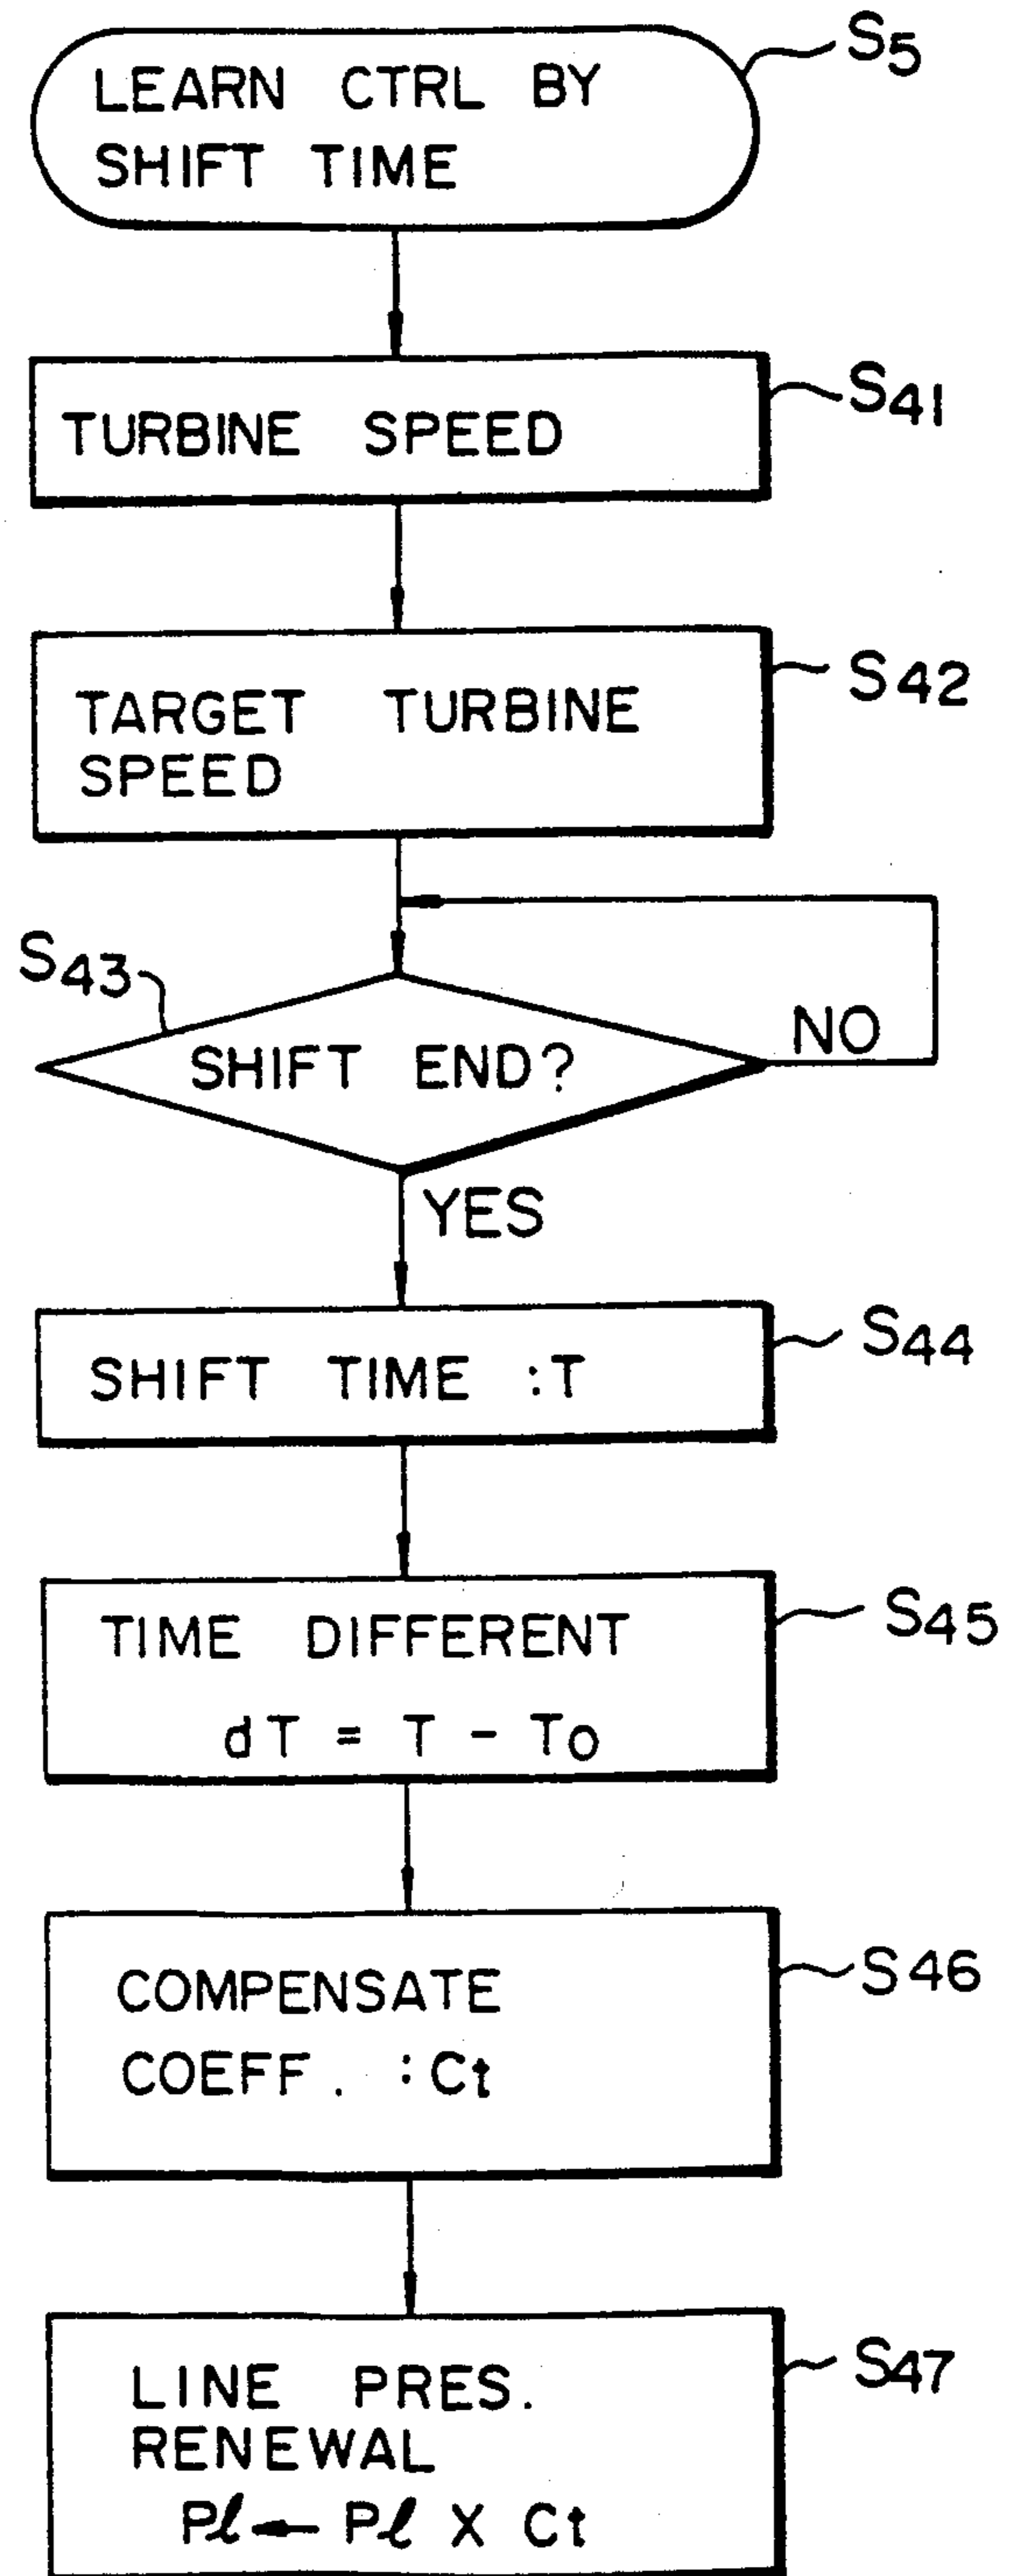 LEARN CTRL BY
SHIFT TIME
S5
TURBINE SPEED
S41
TARGET TURBINE
SPEED
S42
S43
SHIFT END?
NO
YES
SHIFT TIME :T
S44
TIME DIFFERENT
dT = T - To
S45
COMPENSATE
COEFF. :Ct
S46
LINE PRES.
RENEWAL
Pℓ ← Pℓ X Ct
S47